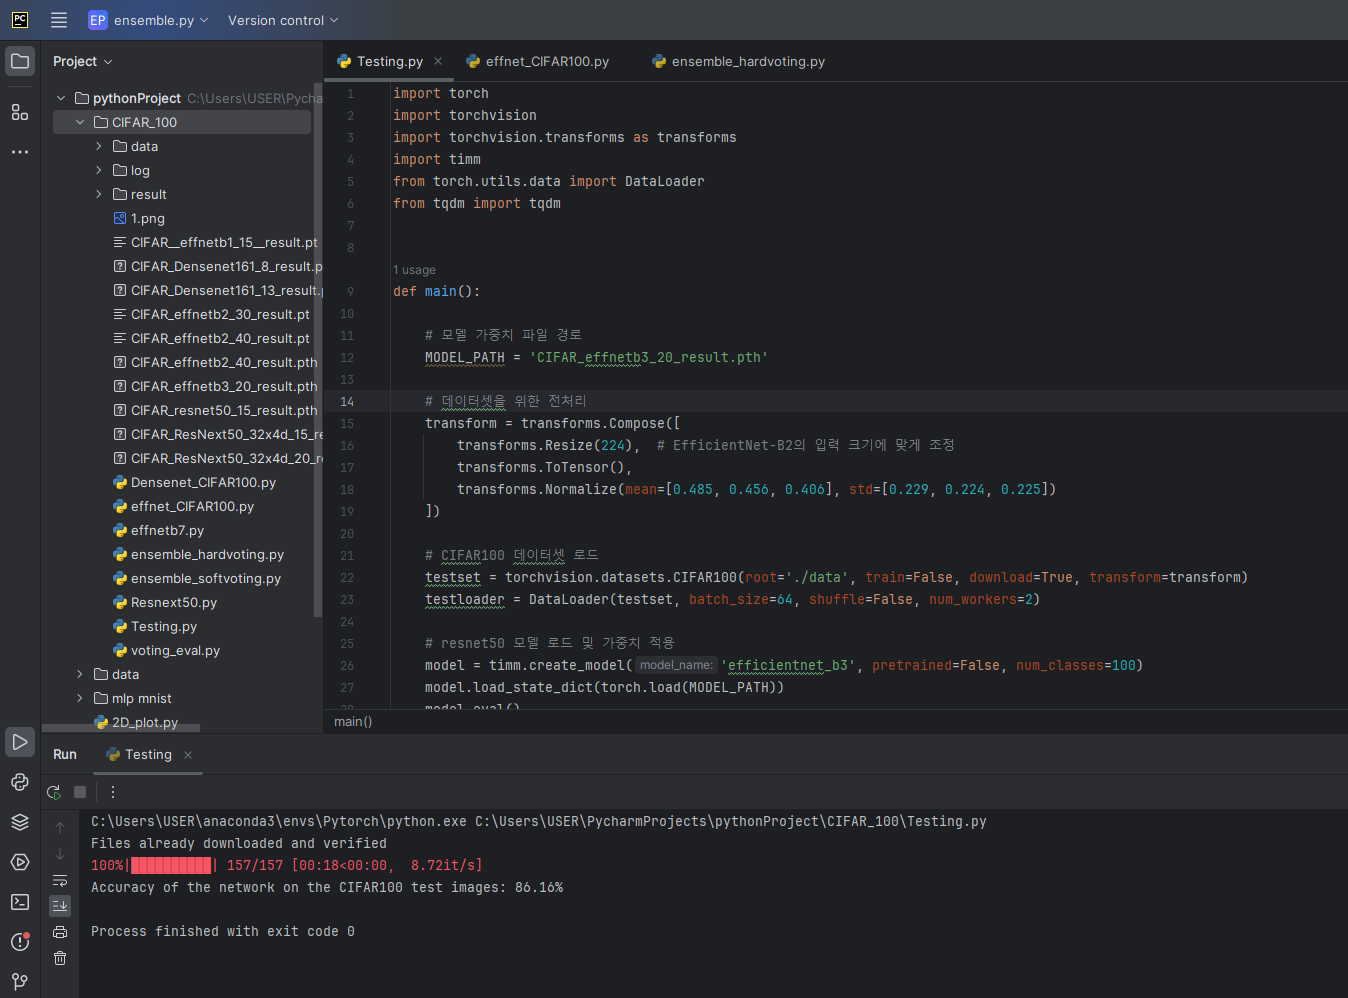 PC
EP ensemble.py Version control
Project
Testing.py effnet_CIFAR100.py ensemble_hardvoting.py
pythonProject C:\Users\USER\Pycha
CIFAR_100
data
log
result
1.png
CIFAR__effnetb1_15__result.pt
CIFAR_Densenet161_8_result.p
CIFAR_Densenet161_13_result.
CIFAR_effnetb2_30_result.pt
CIFAR_effnetb2_40_result.pt
CIFAR_effnetb2_40_result.pth
CIFAR_effnetb3_20_result.pth
CIFAR_resnet50_15_result.pth
CIFAR_ResNext50_32x4d_15_re
CIFAR_ResNext50_32x4d_20_r
Densenet_CIFAR100.py
effnet_CIFAR100.py
effnetb7.py
ensemble_hardvoting.py
ensemble_softvoting.py
Resnext50.py
Testing.py
voting_eval.py
data
mlp mnist
2D_plot.py
1 import torch
2 import torchvision
3 import torchvision.transforms as transforms
4 import timm
5 from torch.utils.data import DataLoader
6 from tqdm import tqdm
7
8
1 usage
9 def main():
10
11 # 모델 가중치 파일 경로
12 MODEL_PATH = 'CIFAR_effnetb3_20_result.pth'
13
14 # 데이터셋을 위한 전처리
15 transform = transforms.Compose([
16 transforms.Resize(224), # EfficientNet-B2의 입력 크기에 맞게 조정
17 transforms.ToTensor(),
18 transforms.Normalize(mean=[0.485, 0.456, 0.406], std=[0.229, 0.224, 0.225])
19 ])
20
21 # CIFAR100 데이터셋 로드
22 testset = torchvision.datasets.CIFAR100(root='./data', train=False, download=True, transform=transform)
23 testloader = DataLoader(testset, batch_size=64, shuffle=False, num_workers=2)
24
25 # resnet50 모델 로드 및 가중치 적용
26 model = timm.create_model( model_name: 'efficientnet_b3', pretrained=False, num_classes=100)
27 model.load_state_dict(torch.load(MODEL_PATH))
28 model.eval()
main()
Run Testing
C:\Users\USER\anaconda3\envs\Pytorch\python.exe C:\Users\USER\PycharmProjects\pythonProject\CIFAR_100\Testing.py
Files already downloaded and verified
100%|██████████| 157/157 [00:18<00:00, 8.72it/s]
Accuracy of the network on the CIFAR100 test images: 86.16%
Process finished with exit code 0